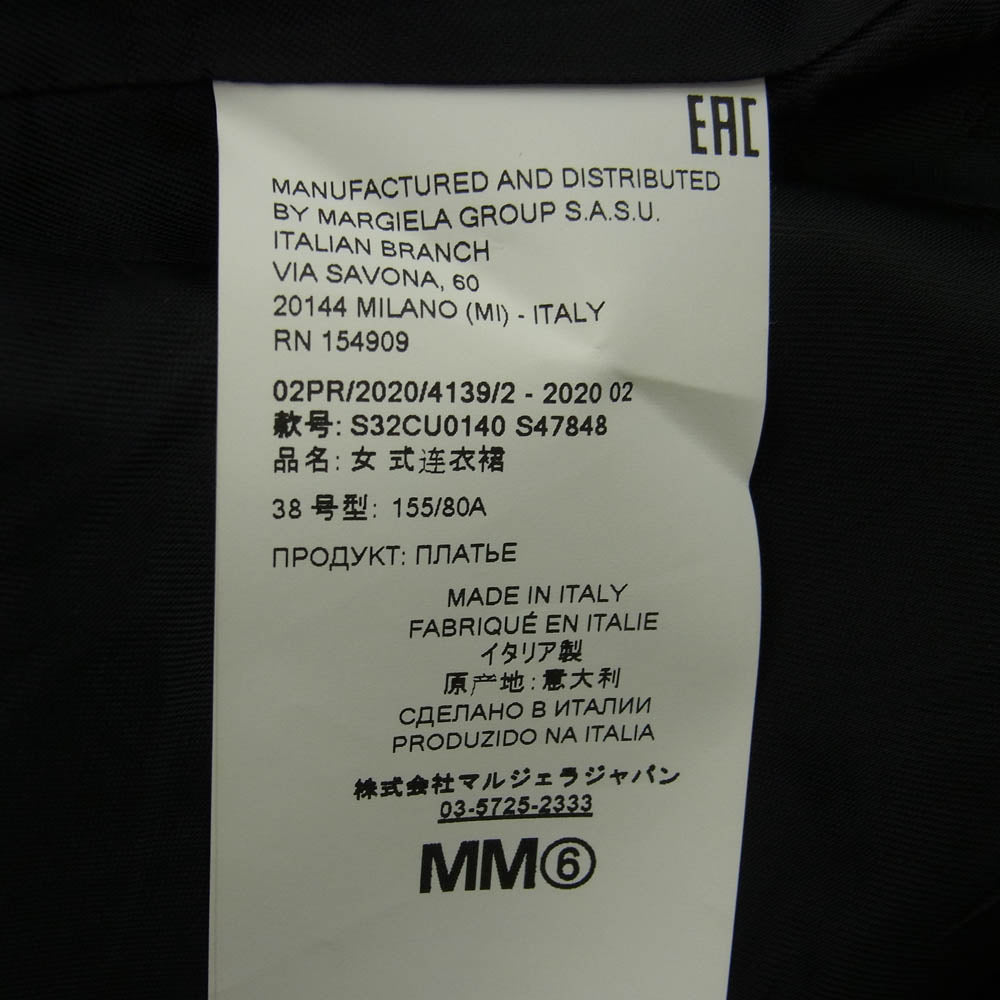 EAC
MANUFACTURED AND DISTRIBUTED
BY MARGIELA GROUP S.A.S.U.
ITALIAN BRANCH
VIA SAVONA, 60
20144 MILANO (MI) - ITALY
RN 154909
02PR/2020/4139/2 - 2020 02
款号: S32CU0140 S47848
品名: 女 式连衣裙
38 号型: 155/80A
ПРОДУКТ: ПЛАТЬЕ
MADE IN ITALY
FABRIQUÉ EN ITALIE
イタリア製
原产地:意大利
СДЕЛАНО В ИТАЛИИ
PRODUZIDO NA ITALIA
株式会社マルジェラジャパン
03-5725-2333
MM⑥